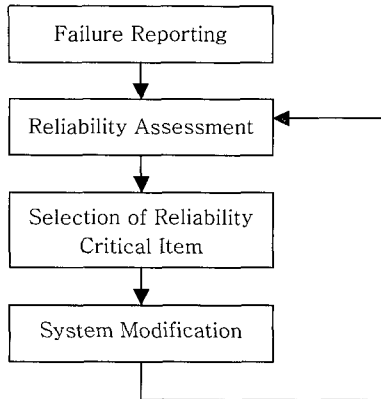 Failure Reporting
Reliability Assessment
Selection of Reliability
Critical Item
System Modification